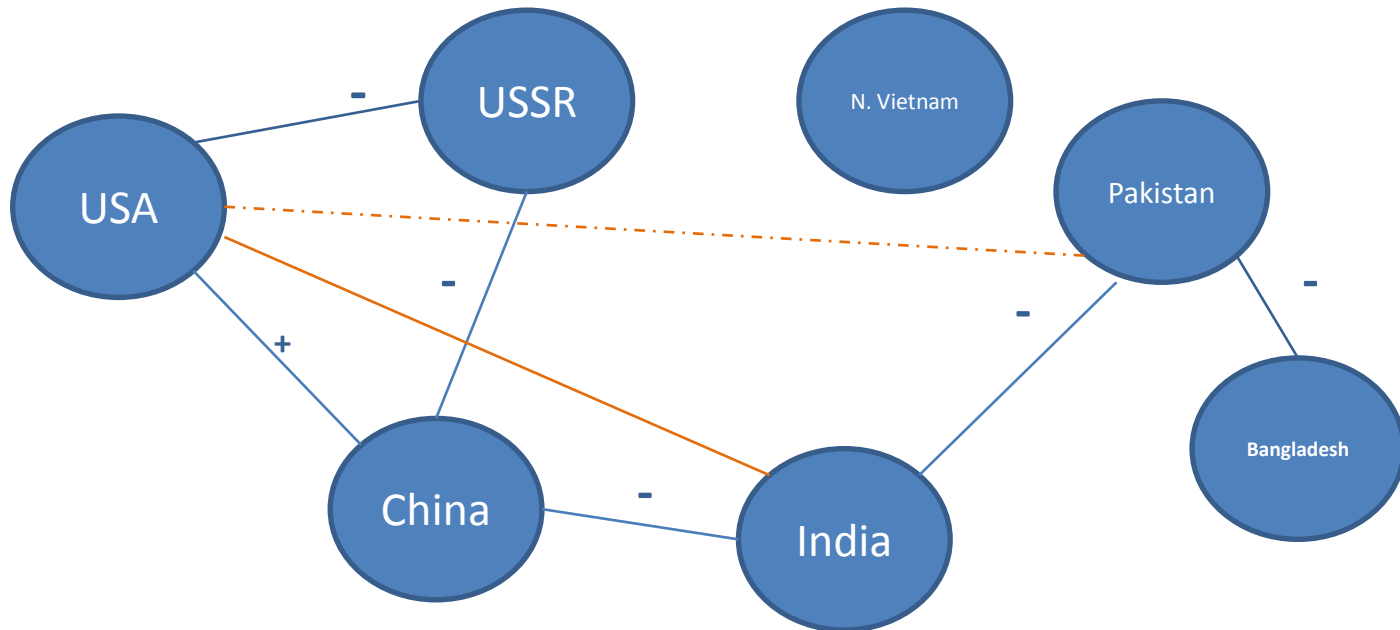 -
USSR
N. Vietnam
USA
Pakistan
-
-
-
+
-
China
India
Bangladesh